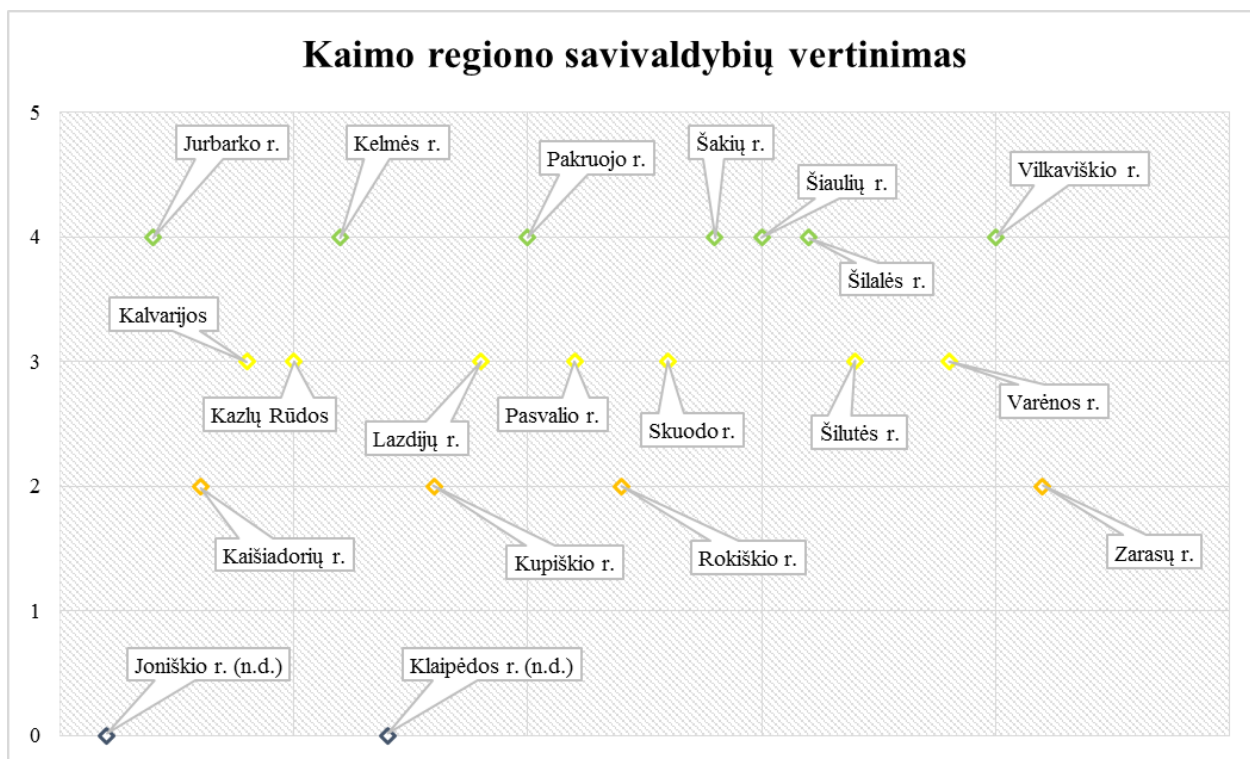 Kaimo regiono savivaldybių vertinimas
5
Jurbarko r.
Kelmės r.
Pakruojo r.
Šakių r.
Šiaulių r.
Vilkaviškio r.
4
Šilalės r.
Kalvarijos
3
Kazlų Rūdos
Lazdijų r.
Pasvalio r.
Skuodo r.
Šilutės r.
Varėnos r.
2
Kaišiadorių r.
Kupiškio r.
Rokiškio r.
Zarasų r.
1
Joniškio r. (n.d.)
Klaipėdos r. (n.d.)
0